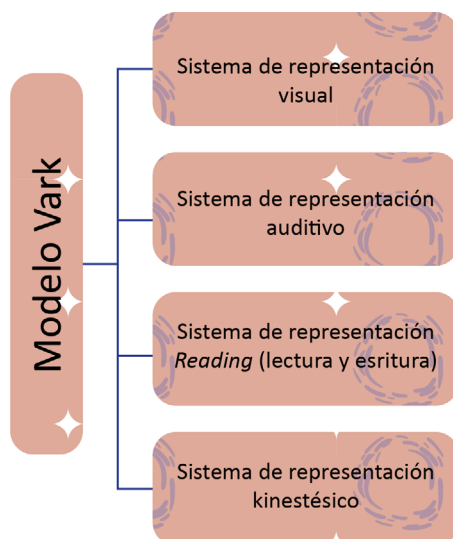 Modelo Vark
Sistema de representación
visual
Sistema de representación
auditivo
Sistema de representación
Reading (lectura y esritura)
Sistema de representación
kinestésico